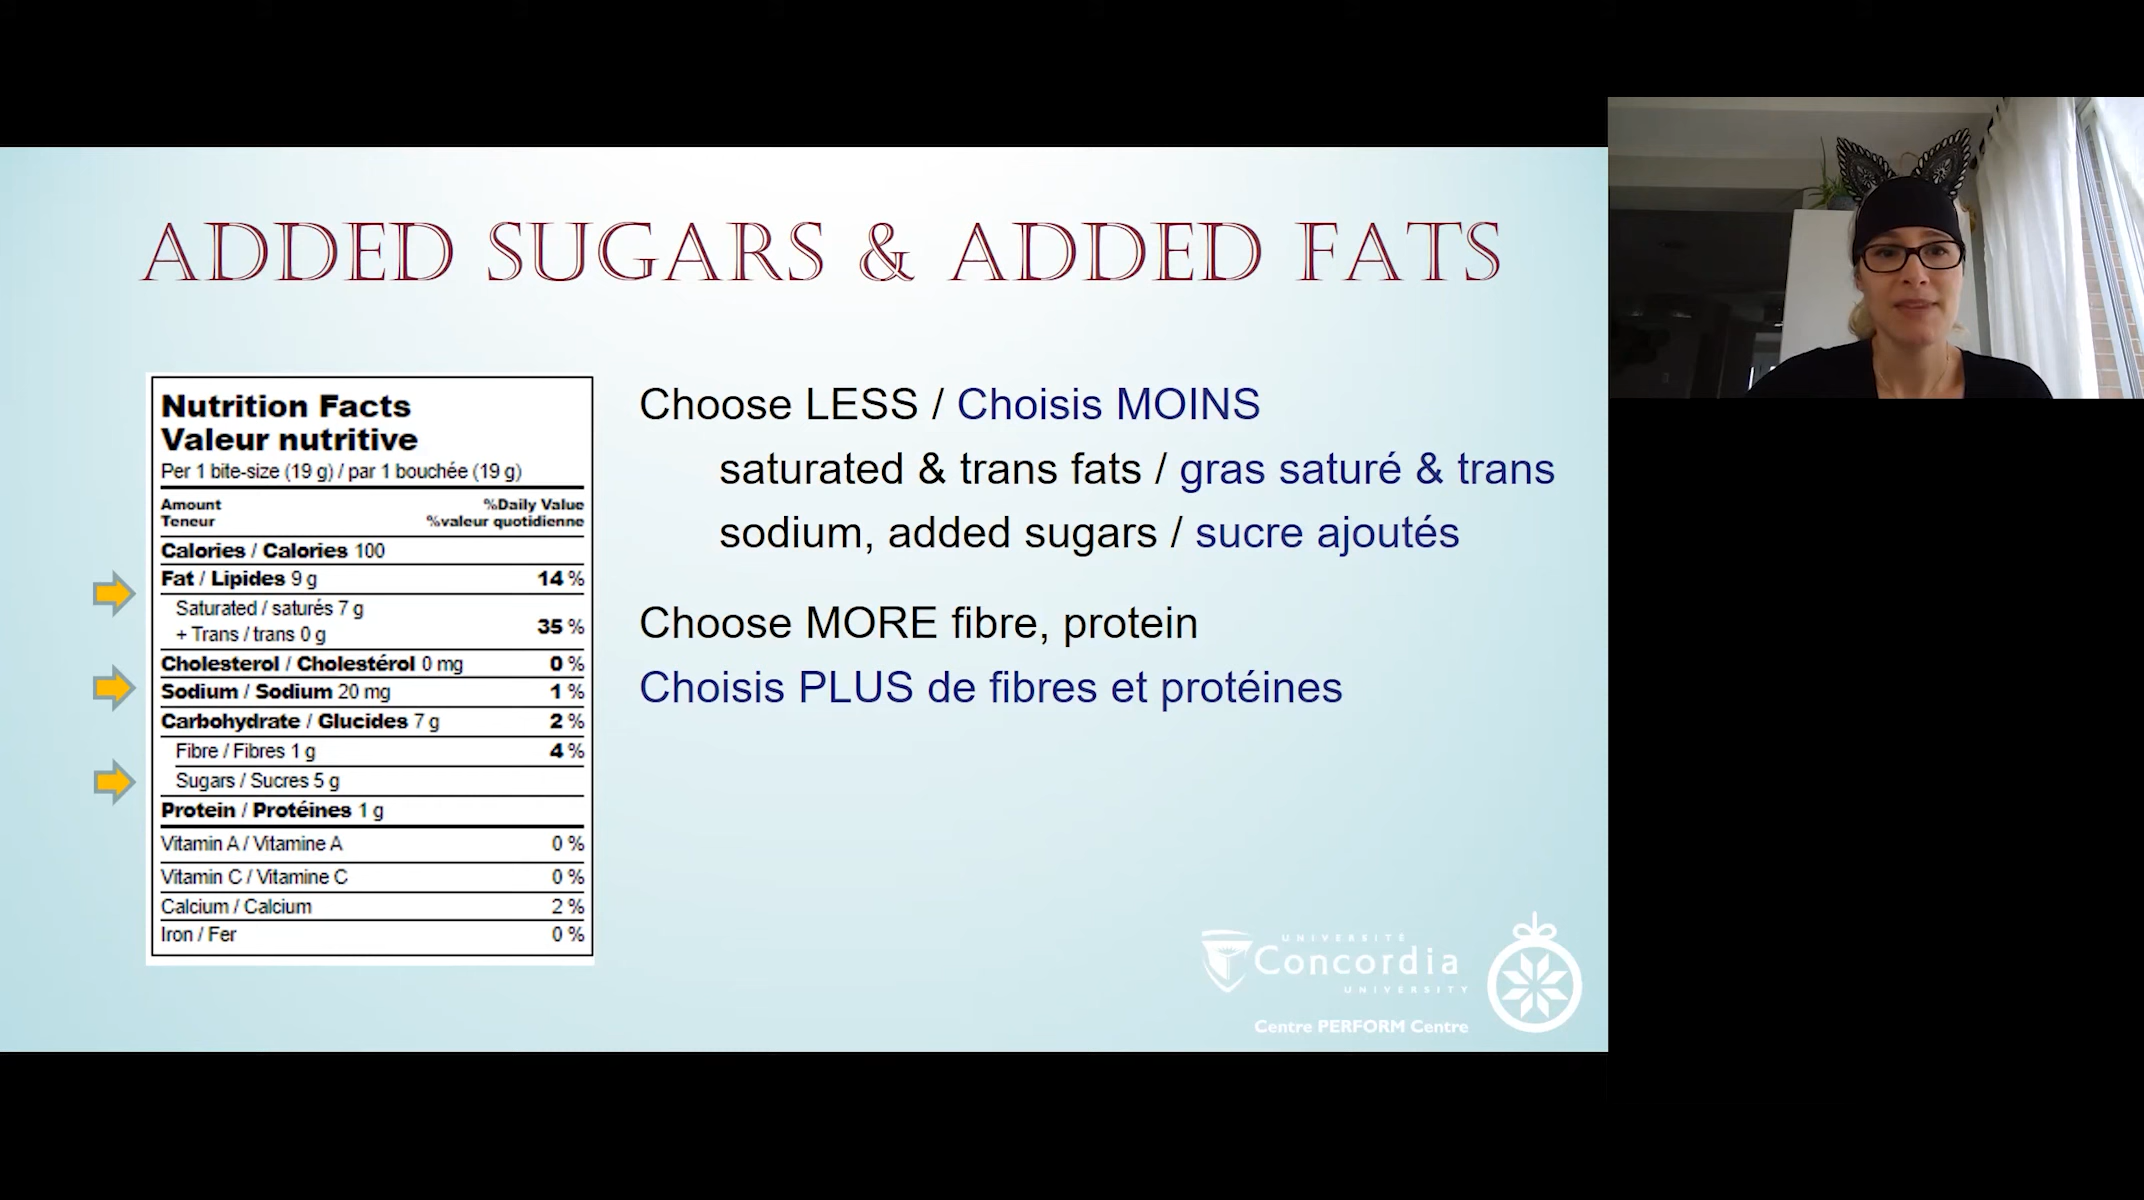 ADDED SUGARS & ADDED FATS
Nutrition Facts
Valeur nutritive
Per 1 bite-size (19 g) / par 1 bouchée (19 g)
Amount %Daily Value
Teneur %valeur quotidienne
Calories / Calories 100
Fat / Lipides 9 g 14 %
Saturated / saturés 7 g
+ Trans / trans 0 g 35 %
Cholesterol / Cholestérol 0 mg 0 %
Sodium / Sodium 20 mg 1 %
Carbohydrate / Glucides 7 g 2 %
Fibre / Fibres 1 g 4 %
Sugars / Sucres 5 g
Protein / Protéines 1 g
Vitamin A / Vitamine A 0 %
Vitamin C / Vitamine C 0 %
Calcium / Calcium 2 %
Iron / Fer 0 %
Choose LESS / Choisis MOINS
saturated & trans fats / gras saturé & trans
sodium, added sugars / sucre ajoutés
Choose MORE fibre, protein
Choisis PLUS de fibres et protéines
UNIVERSITÉ
Concordia
UNIVERSITY
Centre PERFORM Centre